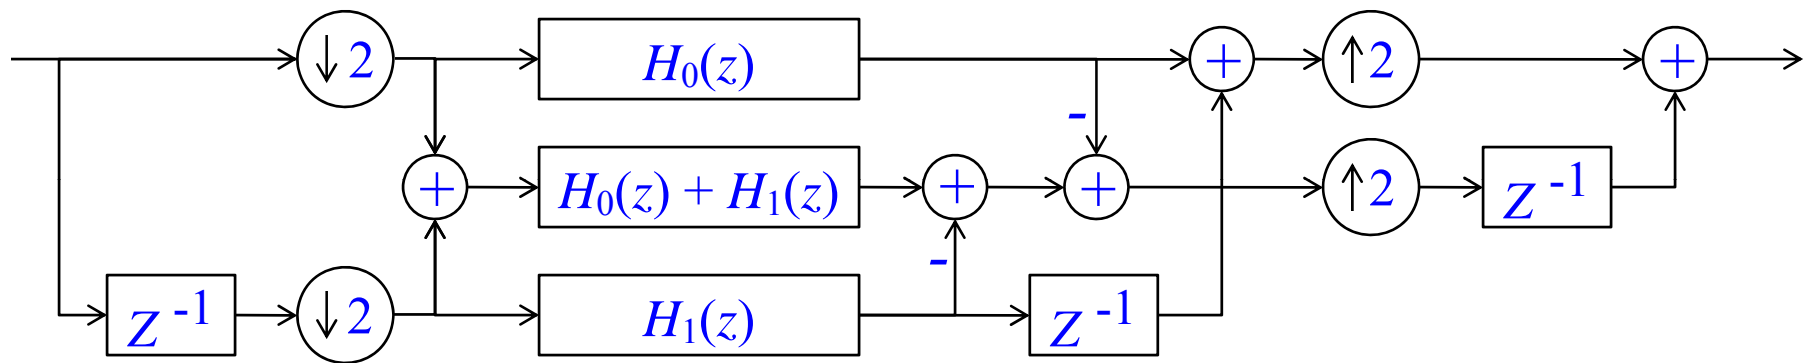 ↓2 H₀(z) + ↑2 +
-
+ H₀(z) + H₁(z) + + ↑2 Z⁻¹
-
Z⁻¹ ↓2 H₁(z) Z⁻¹